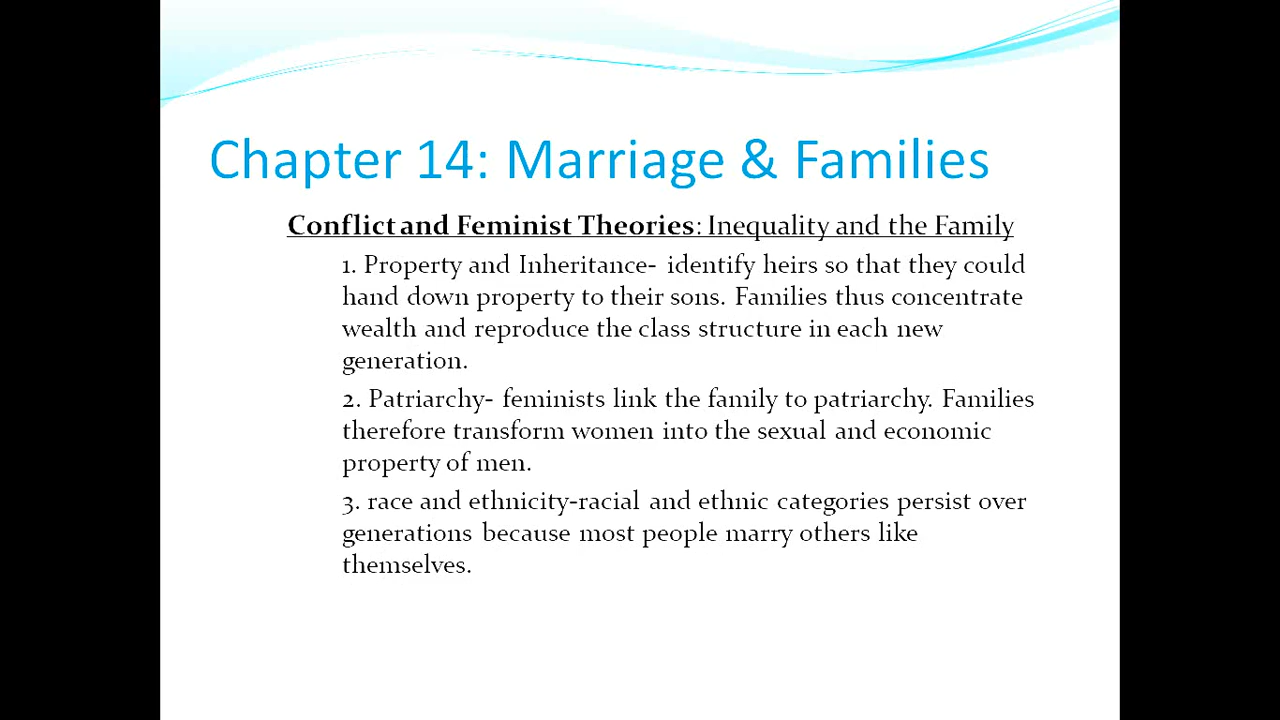 Chapter 14: Marriage & Families
Conflict and Feminist Theories: Inequality and the Family
1. Property and Inheritance- identify heirs so that they could
hand down property to their sons. Families thus concentrate
wealth and reproduce the class structure in each new
generation.
2. Patriarchy- feminists link the family to patriarchy. Families
therefore transform women into the sexual and economic
property of men.
3. race and ethnicity-racial and ethnic categories persist over
generations because most people marry others like
themselves.